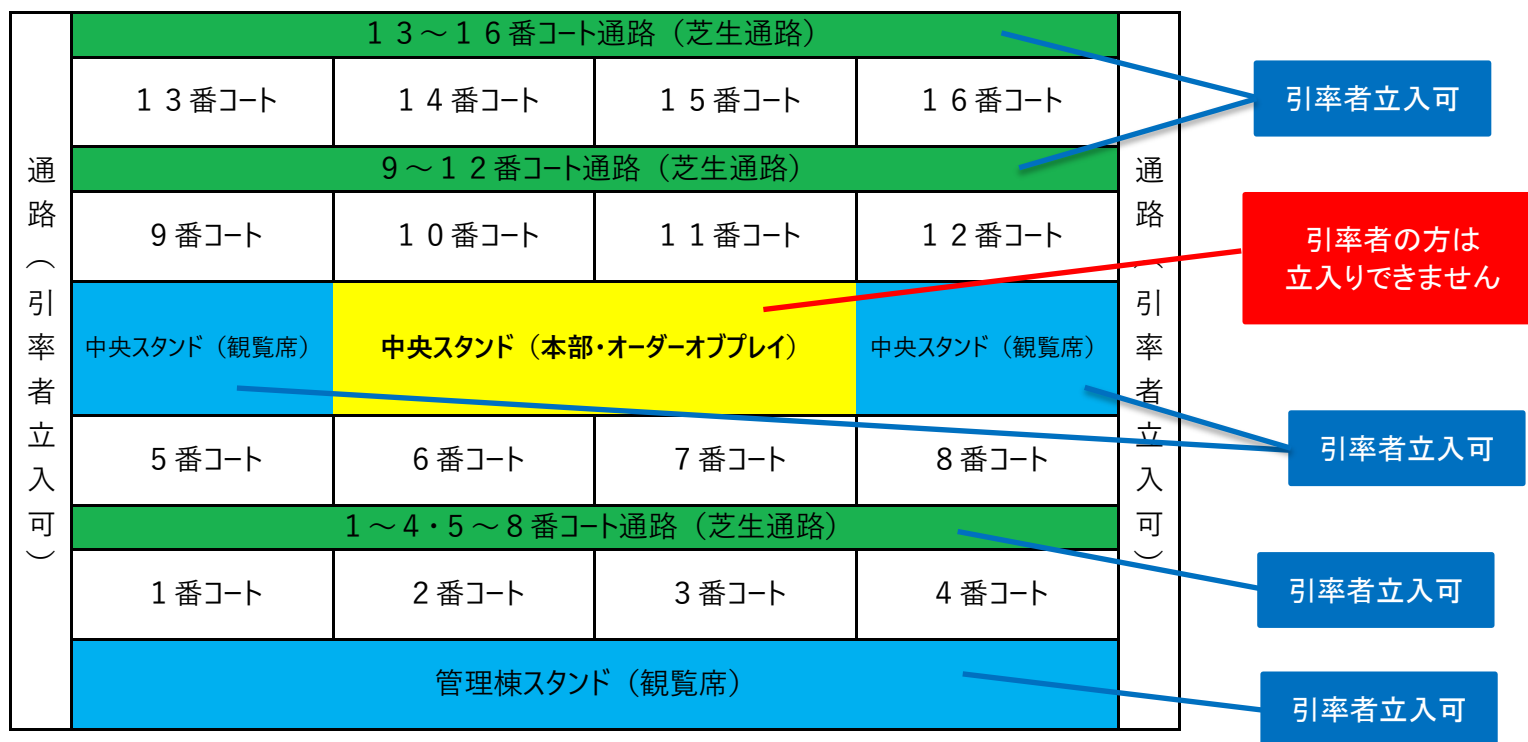 １３～１６番コート通路（芝生通路）
１３番コート
１４番コート
１５番コート
１６番コート
引率者立入可
９～１２番コート通路（芝生通路）
９番コート
１０番コート
１１番コート
１２番コート
引率者の方は
立入りできません
通路（引率者立入可）
中央スタンド（観覧席）
中央スタンド（本部・オーダーオブプレイ）
中央スタンド（観覧席）
通路（引率者立入可）
５番コート
６番コート
７番コート
８番コート
引率者立入可
１～４・５～８番コート通路（芝生通路）
１番コート
２番コート
３番コート
４番コート
引率者立入可
管理棟スタンド（観覧席）
引率者立入可